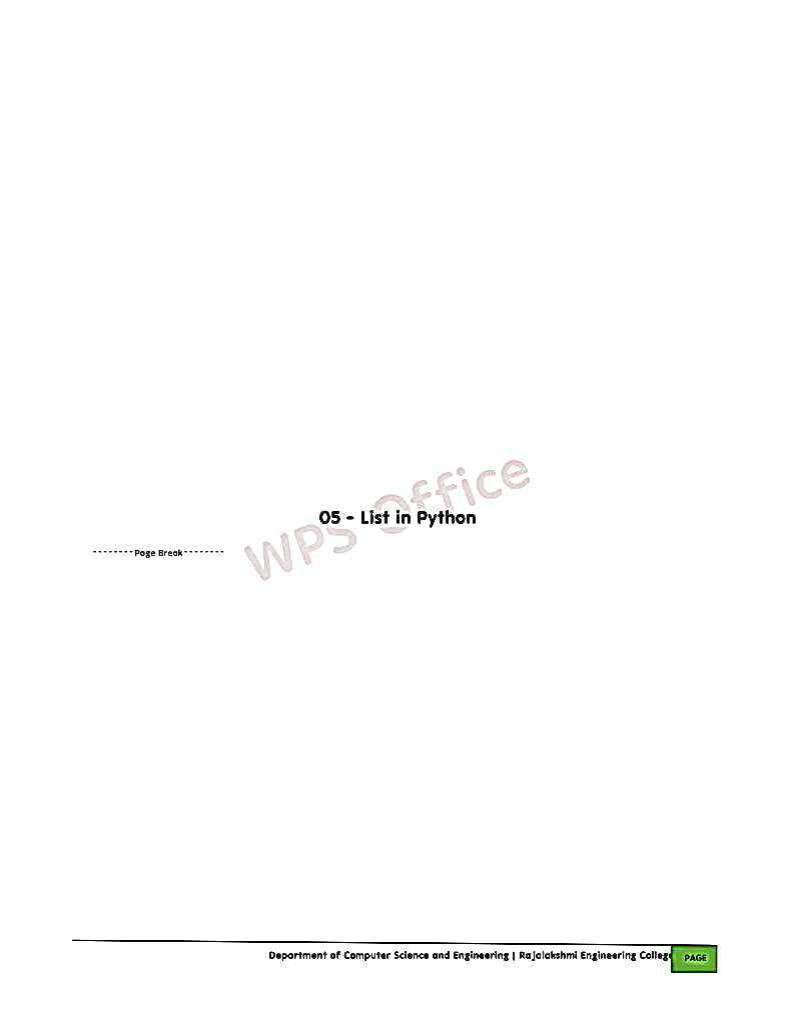 WPS Office
05 - List in Python
--------Page Break--------
Department of Computer Science and Engineering | Rajalakshmi Engineering College
PAGE